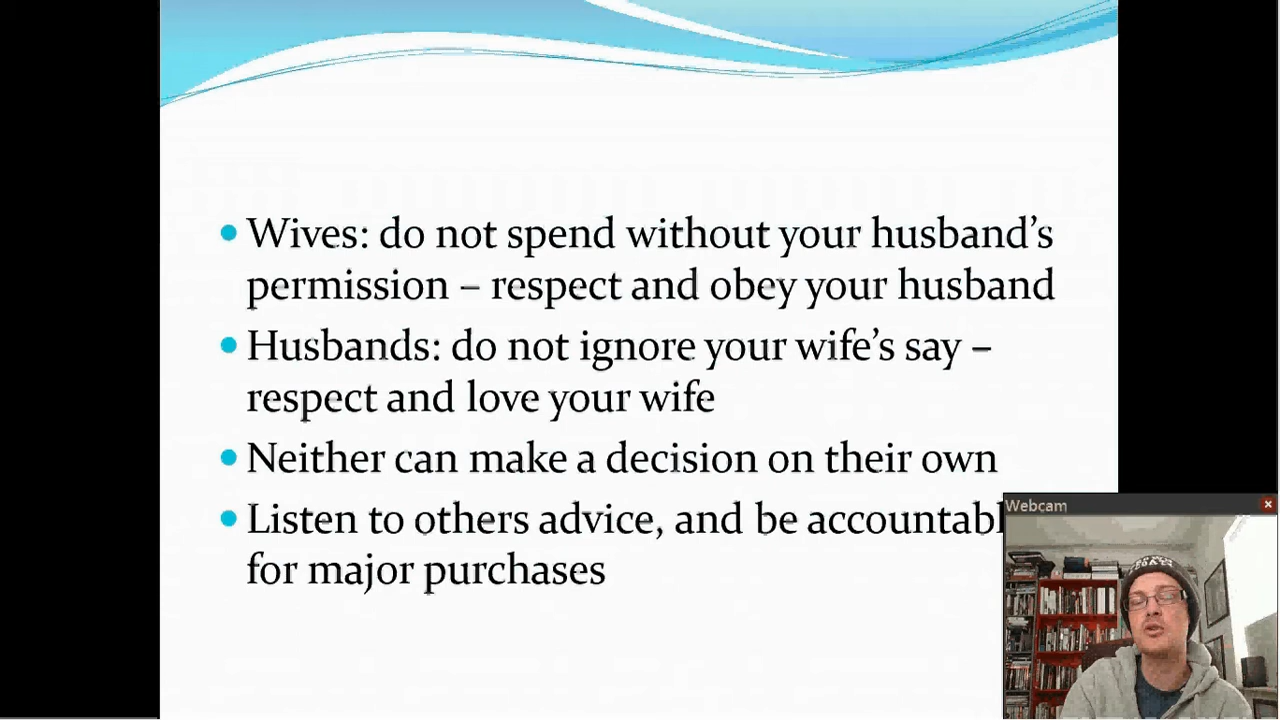 Wives: do not spend without your husband’s
permission – respect and obey your husband
Husbands: do not ignore your wife’s say –
respect and love your wife
Neither can make a decision on their own
Listen to others advice, and be accountabl
for major purchases
Webcam